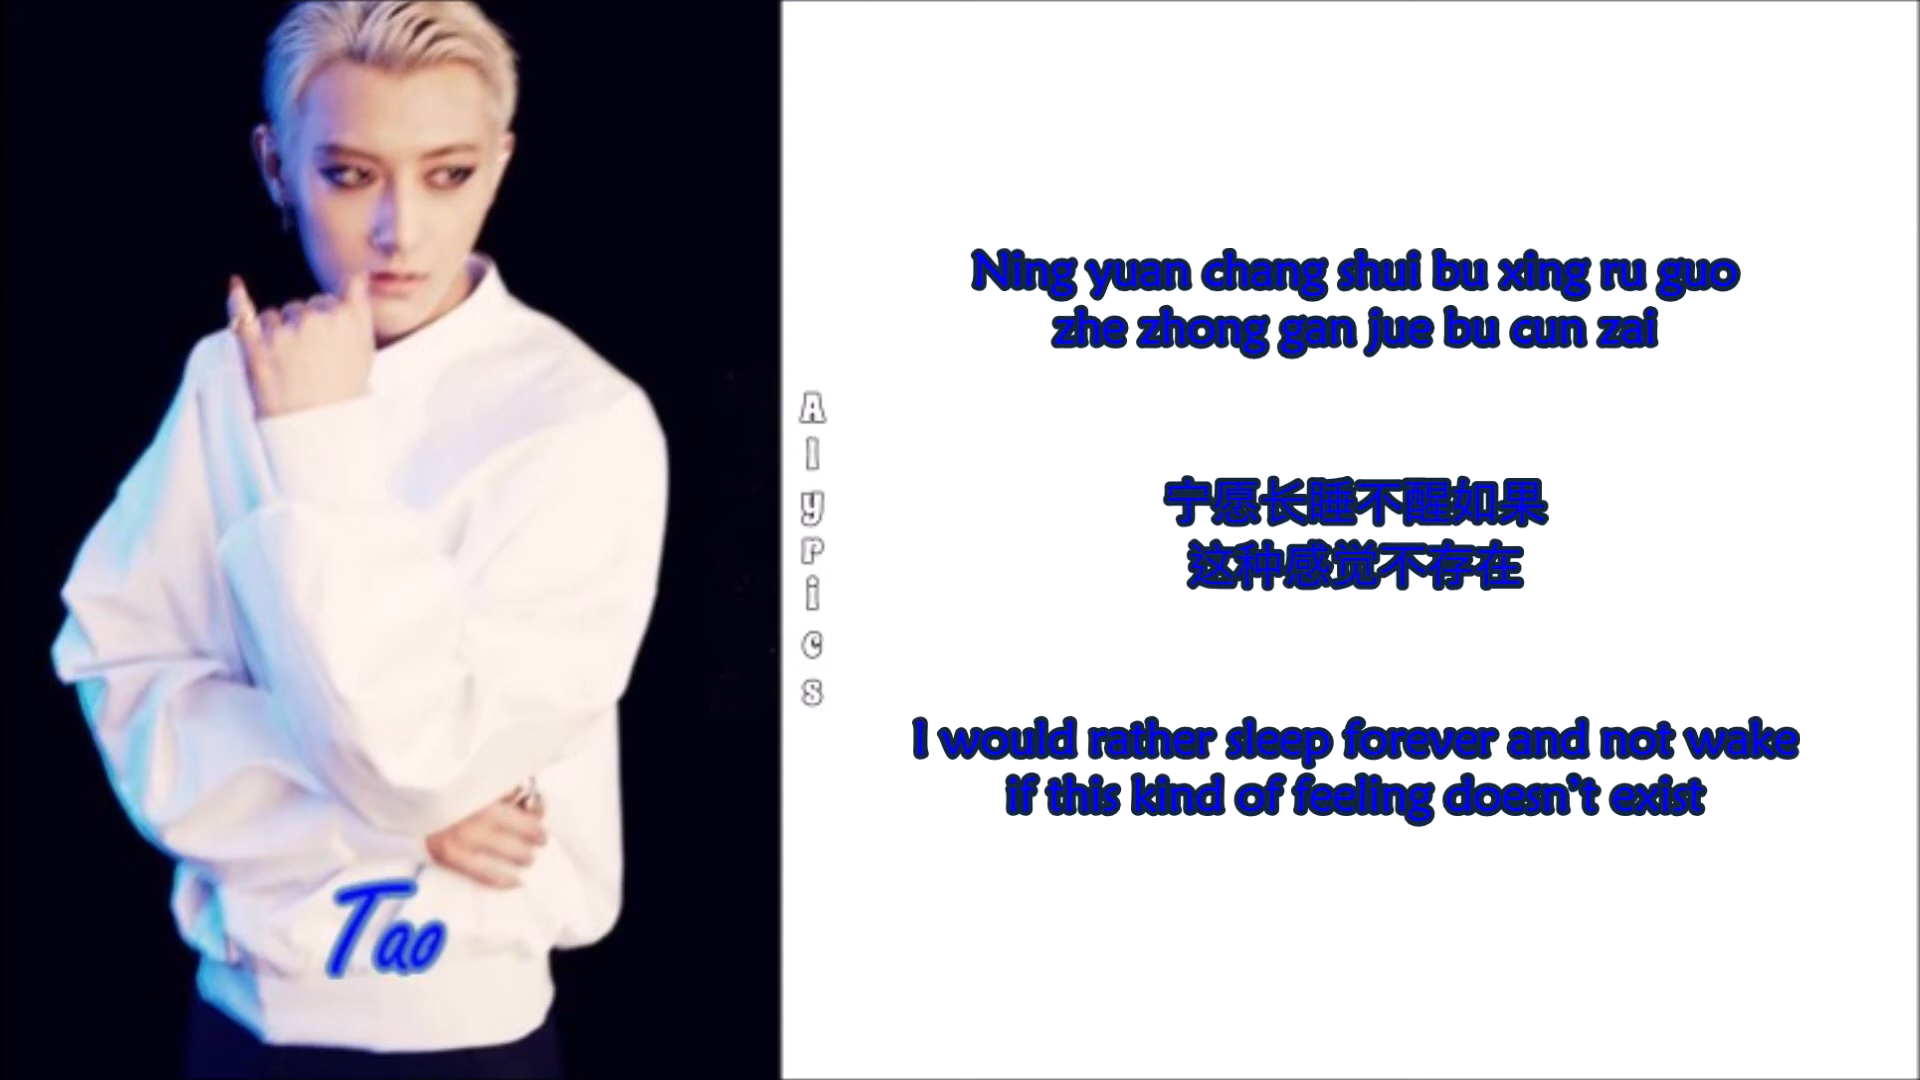 Ning yuan chang shui bu xing ru guo
zhe zhong gan jue bu cun zai
宁愿长睡不醒如果
这种感觉不存在
I would rather sleep forever and not wake
if this kind of feeling doesn't exist
Tao
AlyPics